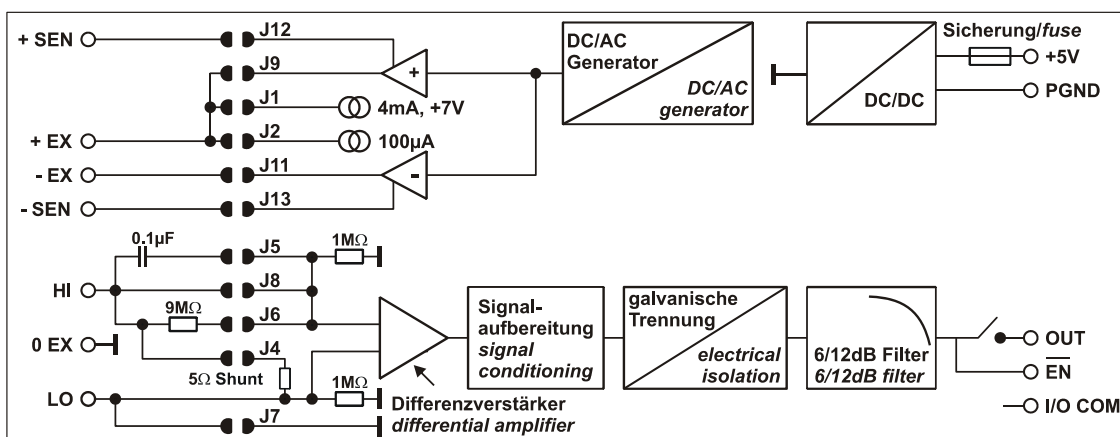 + SEN
J12
J9
J1
4mA, +7V
+ EX
J2
100µA
- EX
J11
- SEN
J13
+
-
DC/AC
Generator
DC/AC
generator
DC/DC
Sicherung/fuse
+5V
PGND
0.1µF
J5
1MΩ
HI
J8
9MΩ
J6
0 EX
J4
5Ω Shunt
LO
1MΩ
J7
Differenzverstärker
differential amplifier
Signal-
aufbereitung
signal
conditioning
galvanische
Trennung
electrical
isolation
6/12dB Filter
6/12dB filter
OUT
EN
I/O COM